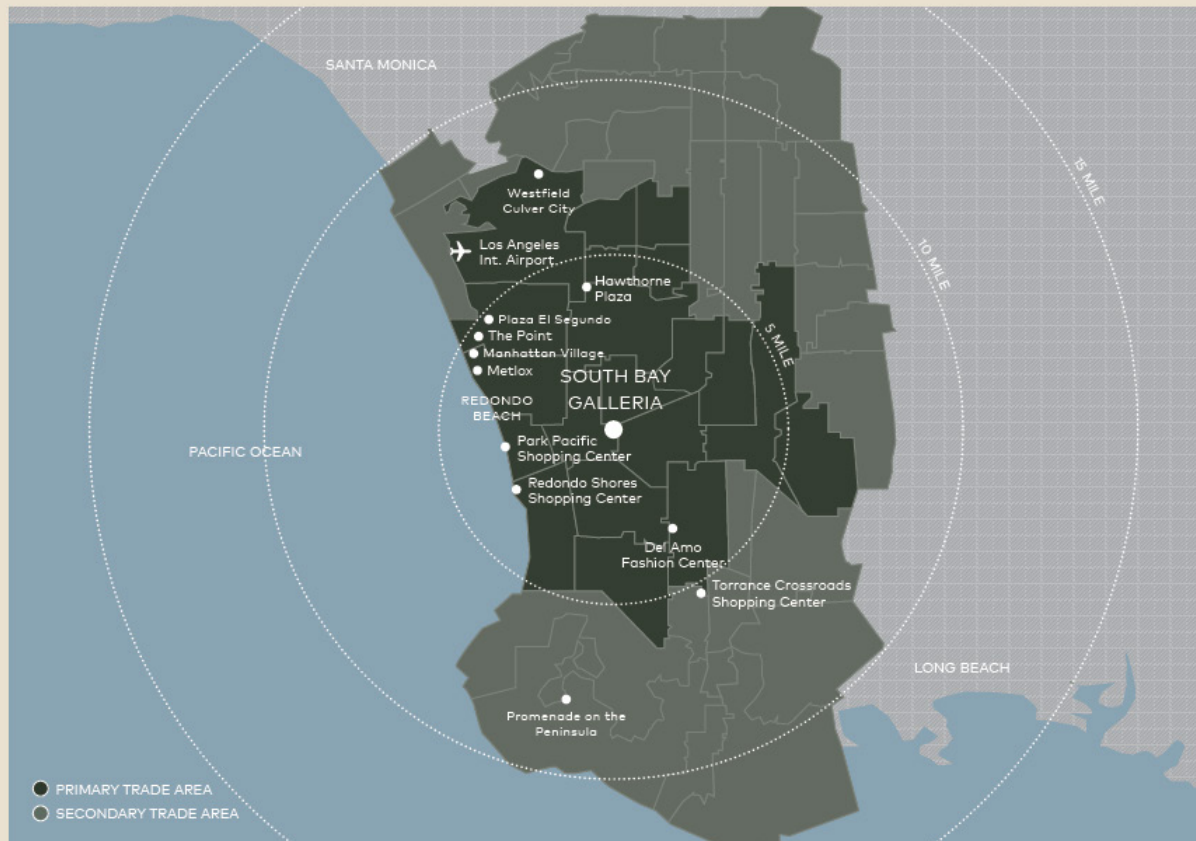 SANTA MONICA
Westfield
Culver City
Los Angeles
Int. Airport
Hawthorne
Plaza
15 MILE
10 MILE
5 MILE
Plaza El Segundo
The Point
Manhattan Village
Metlox
SOUTH BAY
GALLERIA
REDONDO
BEACH
PACIFIC OCEAN
Park Pacific
Shopping Center
Redondo Shores
Shopping Center
Del Amo
Fashion Center
Torrance Crossroads
Shopping Center
LONG BEACH
Promenade on the
Peninsula
PRIMARY TRADE AREA
SECONDARY TRADE AREA